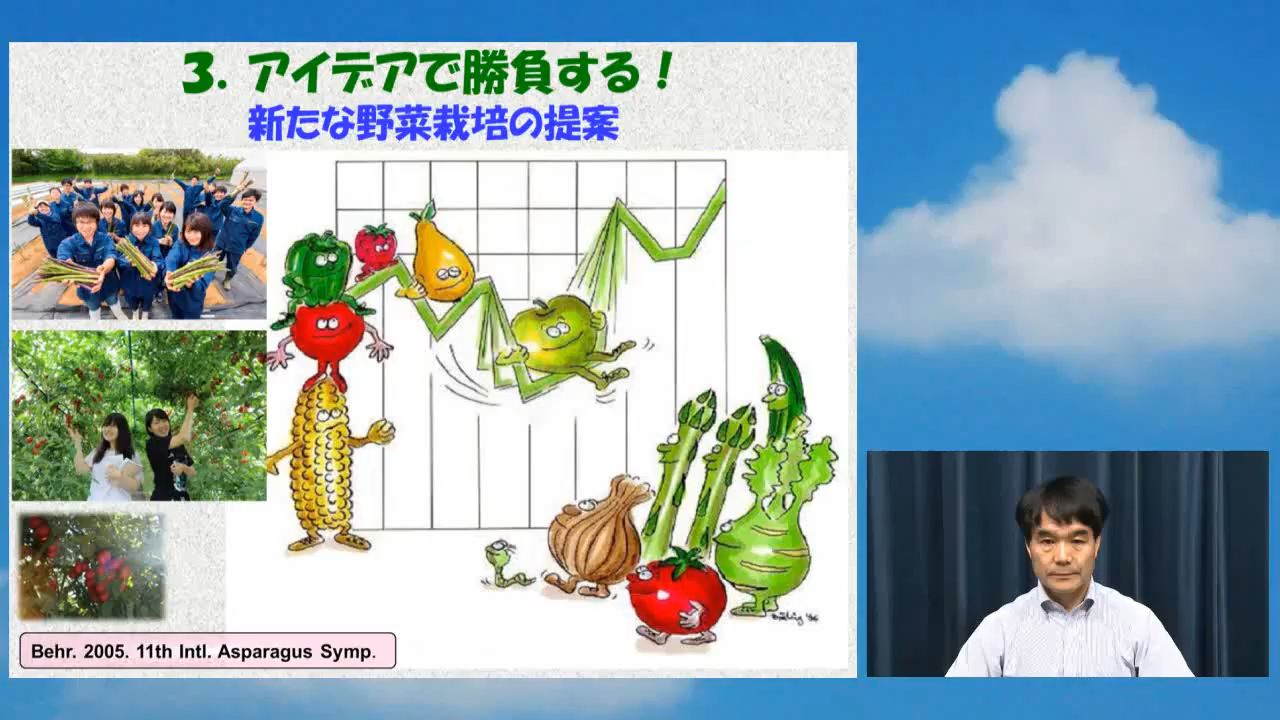 3. アイデアで勝負する！
新たな野菜栽培の提案
Behr. 2005. 11th Intl. Asparagus Symp.